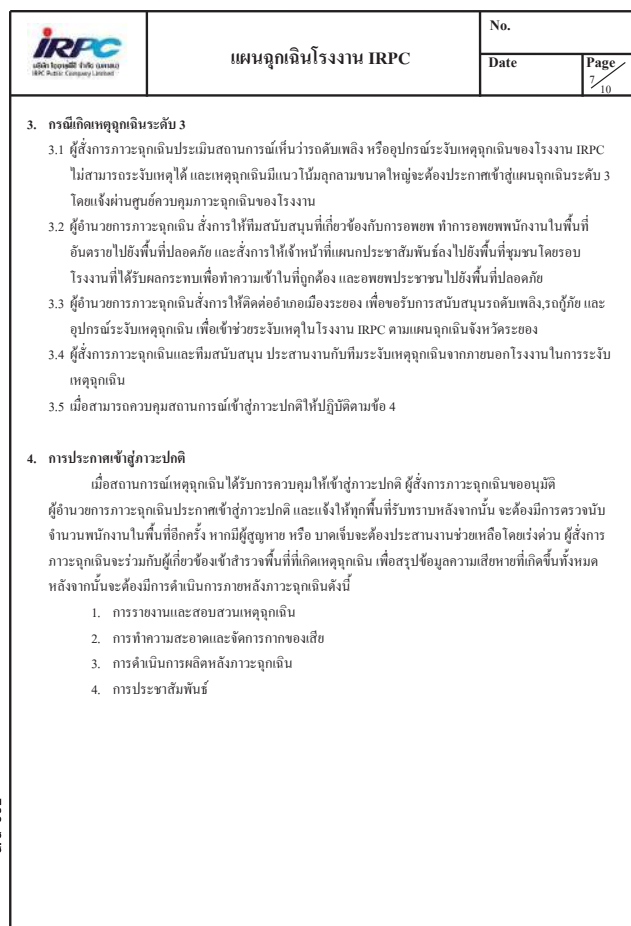 IRPC
บริษัท ไออาร์พีซี จำกัด (มหาชน)
IRPC Public Company Limited
แผนฉุกเฉินโรงงาน IRPC
No.
Date
Page
7/10
3. กรณีเกิดเหตุฉุกเฉินระดับ 3
3.1 ผู้สั่งการภาวะฉุกเฉินประเมินสถานการณ์เห็นว่ารถดับเพลิง หรืออุปกรณ์ระงับเหตุฉุกเฉินของโรงงาน IRPC
ไม่สามารถระงับเหตุได้ และเหตุฉุกเฉินมีแนวโน้มลุกลามขนาดใหญ่จะต้องประกาศเข้าสู่แผนฉุกเฉินระดับ 3
โดยแจ้งผ่านศูนย์ควบคุมภาวะฉุกเฉินของโรงงาน
3.2 ผู้อำนวยการภาวะฉุกเฉิน สั่งการให้ทีมสนับสนุนที่เกี่ยวข้องกับการอพยพ ทำการอพยพพนักงานในพื้นที่
อันตรายไปยังพื้นที่ปลอดภัย และสั่งการให้เจ้าหน้าที่แผนกประชาสัมพันธ์ลงไปยังพื้นที่ชุมชนโดยรอบ
โรงงานที่ได้รับผลกระทบเพื่อทำความเข้าในที่ถูกต้อง และอพยพประชาชนไปยังพื้นที่ปลอดภัย
3.3 ผู้อำนวยการภาวะฉุกเฉินสั่งการให้ติดต่ออำเภอเมืองระยอง เพื่อขอรับการสนับสนุนรถดับเพลิง,รถกู้ภัย และ
อุปกรณ์ระงับเหตุฉุกเฉิน เพื่อเข้าช่วยระงับเหตุในโรงงาน IRPC ตามแผนฉุกเฉินจังหวัดระยอง
3.4 ผู้สั่งการภาวะฉุกเฉินและทีมสนับสนุน ประสานงานกับทีมระงับเหตุฉุกเฉินจากภายนอกโรงงานในการระงับ
เหตุฉุกเฉิน
3.5 เมื่อสามารถควบคุมสถานการณ์เข้าสู่ภาวะปกติให้ปฏิบัติตามข้อ 4
4. การประกาศเข้าสู่ภาวะปกติ
เมื่อสถานการณ์เหตุฉุกเฉินได้รับการควบคุมให้เข้าสู่ภาวะปกติ ผู้สั่งการภาวะฉุกเฉินขออนุมัติ
ผู้อำนวยการภาวะฉุกเฉินประกาศเข้าสู่ภาวะปกติ และแจ้งให้ทุกพื้นที่รับทราบหลังจากนั้น จะต้องมีการตรวจนับ
จำนวนพนักงานในพื้นที่อีกครั้ง หากมีผู้สูญหาย หรือ บาดเจ็บจะต้องประสานงานช่วยเหลือโดยเร่งด่วน ผู้สั่งการ
ภาวะฉุกเฉินจะร่วมกับผู้เกี่ยวข้องเข้าสำรวจพื้นที่ที่เกิดเหตุฉุกเฉิน เพื่อสรุปข้อมูลความเสียหายที่เกิดขึ้นทั้งหมด
หลังจากนั้นจะต้องมีการดำเนินการภายหลังภาวะฉุกเฉินดังนี้
1. การรายงานและสอบสวนเหตุฉุกเฉิน
2. การทำความสะอาดและจัดการกากของเสีย
3. การดำเนินการผลิตหลังภาวะฉุกเฉิน
4. การประชาสัมพันธ์